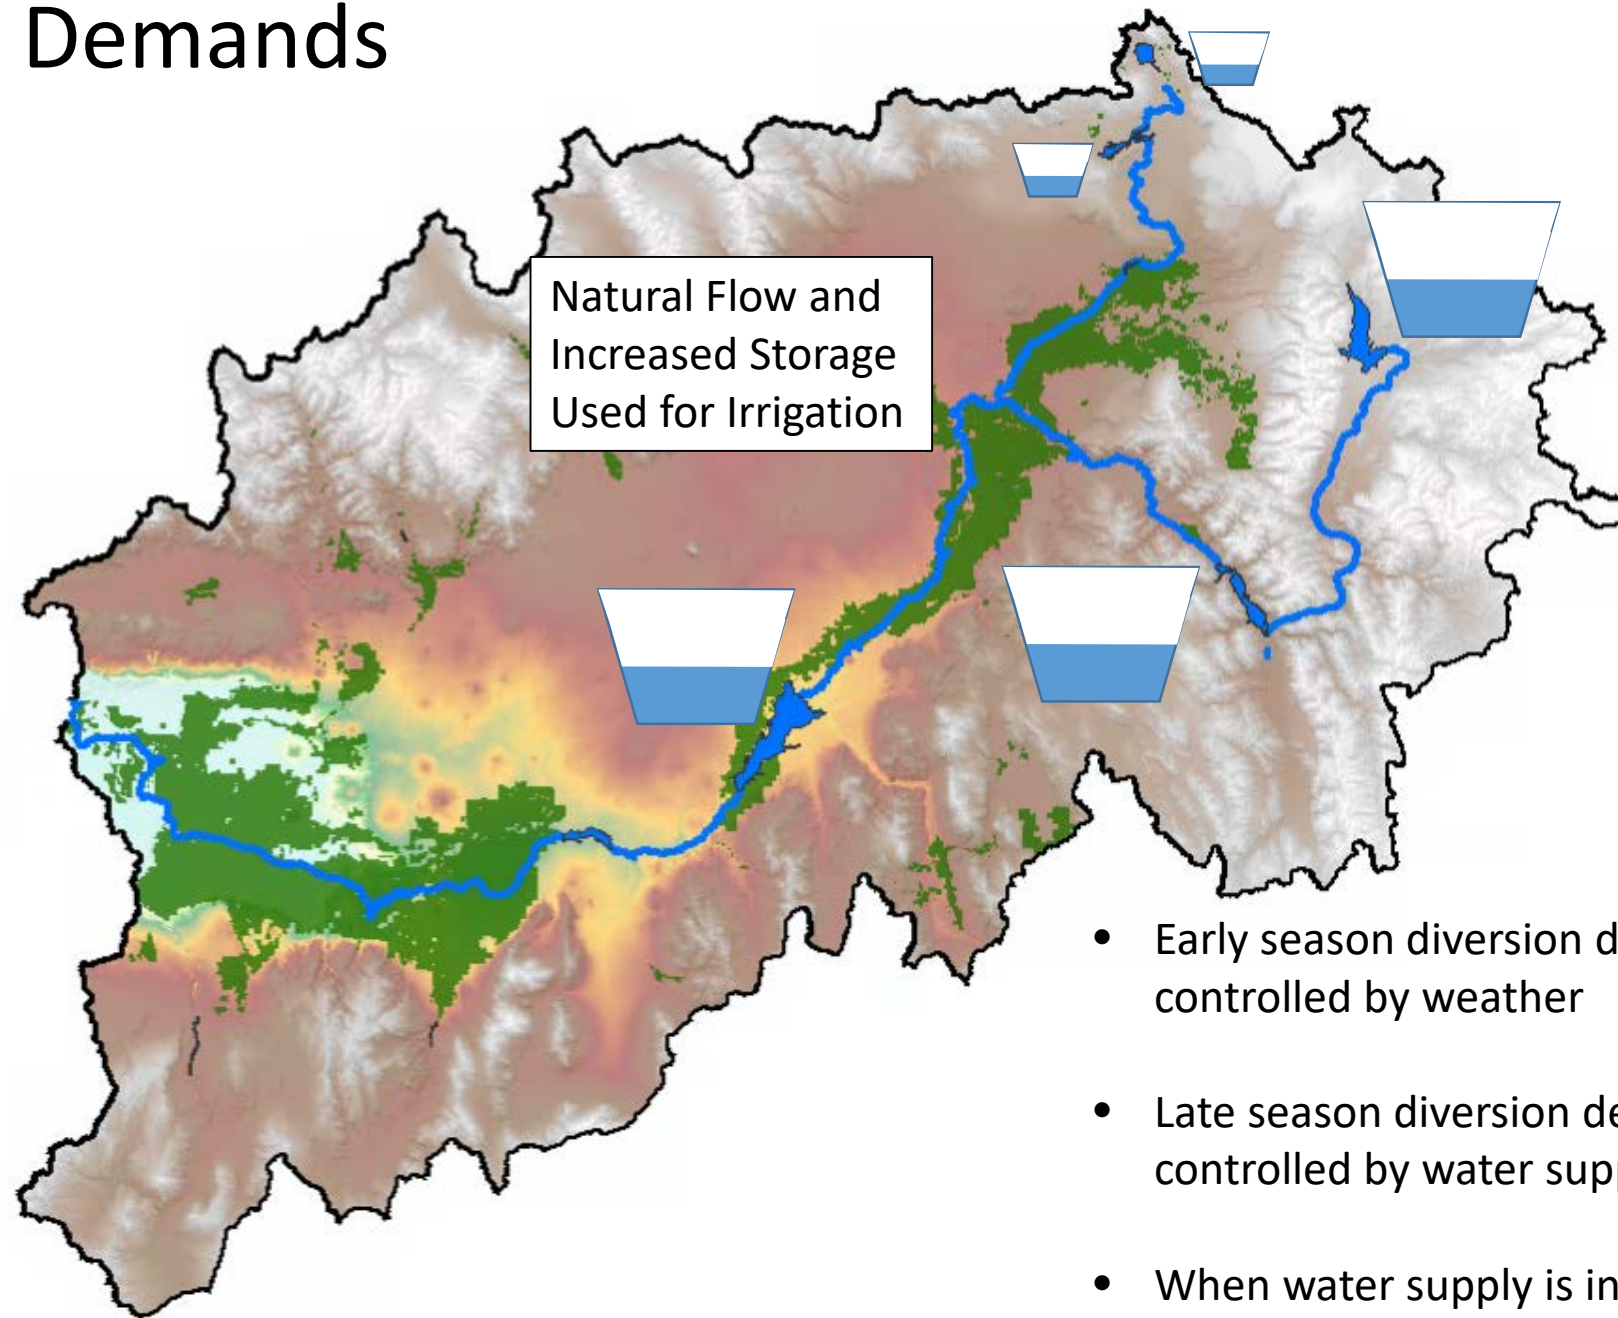 Demands
Natural Flow and
Increased Storage
Used for Irrigation
• Early season diversion
controlled by weather
• Late season diversion
controlled by water
• When water supply is